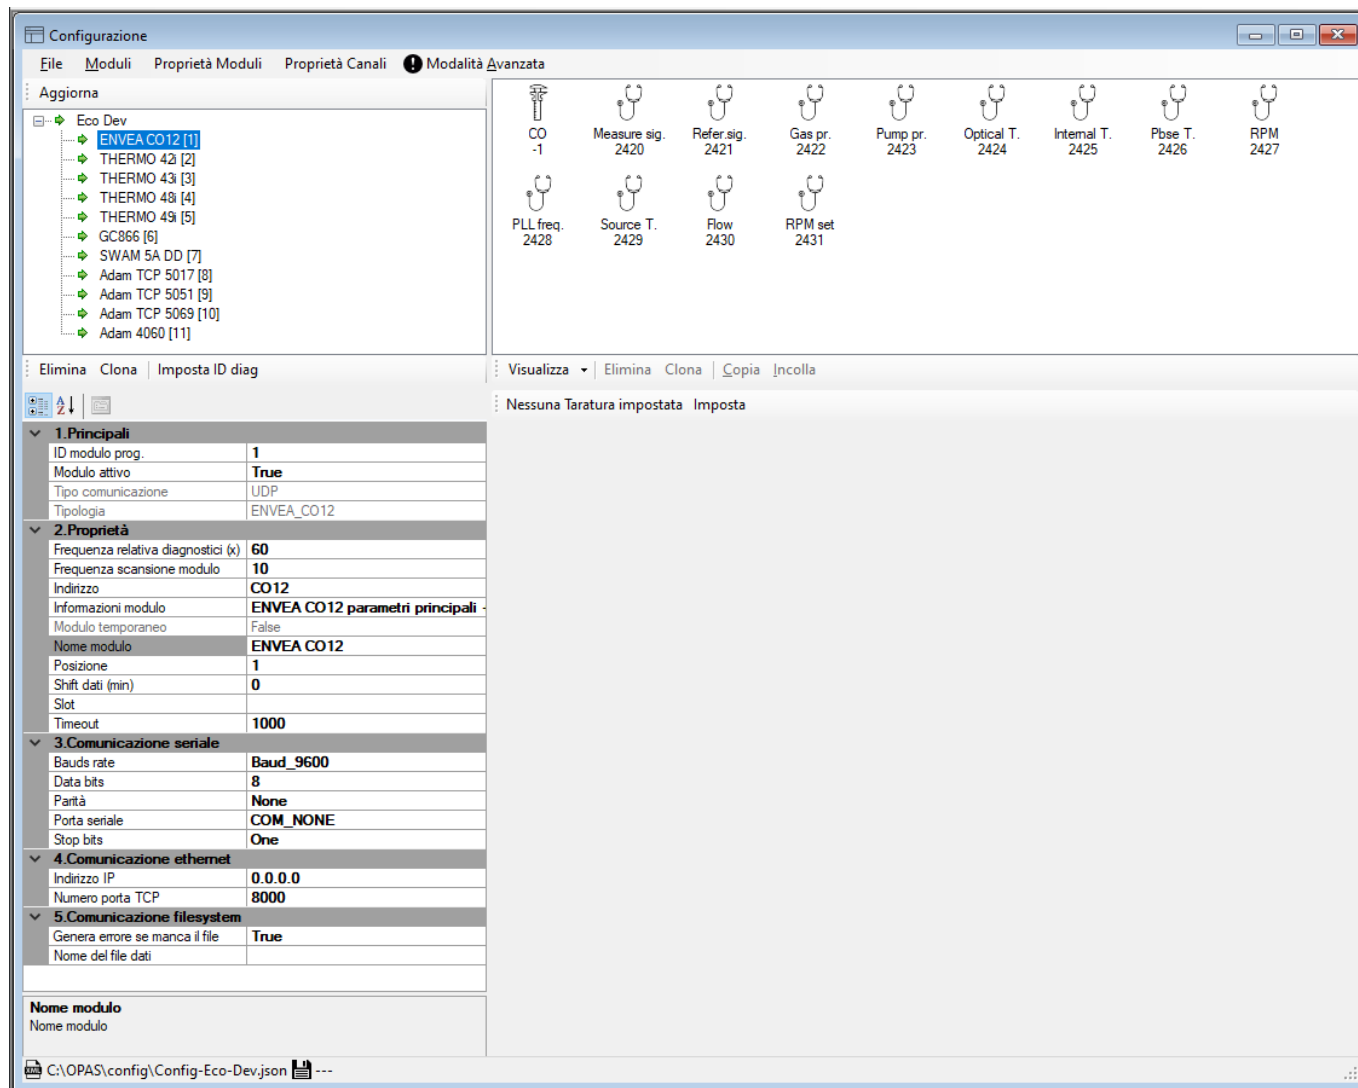 Configurazione
File Moduli Proprietà Moduli Proprietà Canali Modalità Avanzata
Aggiorna
Eco Dev
ENVEA CO12 [1]
THERMO 42i [2]
THERMO 43i [3]
THERMO 48i [4]
THERMO 49i [5]
GC866 [6]
SWAM 5A DD [7]
Adam TCP 5017 [8]
Adam TCP 5051 [9]
Adam TCP 5069 [10]
Adam 4060 [11]
CO Measure sig. Refer.sig. Gas pr. Pump pr. Optical T. Internal T. Pbse T. RPM
-1 2420 2421 2422 2423 2424 2425 2426 2427
PLL freq. Source T. Flow RPM set
2428 2429 2430 2431
Elimina Clona Imposta ID diag
Visualizza Elimina Clona Copia Incolla
Nessuna Taratura impostata Imposta
1.Principali
ID modulo prog. 1
Modulo attivo True
Tipo comunicazione UDP
Tipologia ENVEA_CO12
2.Proprietà
Frequenza relativa diagnostici (x) 60
Frequenza scansione modulo 10
Indirizzo CO12
Informazioni modulo ENVEA CO12 parametri principali -
Modulo temporaneo False
Nome modulo ENVEA CO12
Posizione 1
Shift dati (min) 0
Slot
Timeout 1000
3.Comunicazione seriale
Bauds rate Baud_9600
Data bits 8
Parità None
Porta seriale COM_NONE
Stop bits One
4.Comunicazione ethernet
Indirizzo IP 0.0.0.0
Numero porta TCP 8000
5.Comunicazione filesystem
Genera errore se manca il file True
Nome del file dati
Nome modulo
Nome modulo
C:\OPAS\config\Config-Eco-Dev.json ---